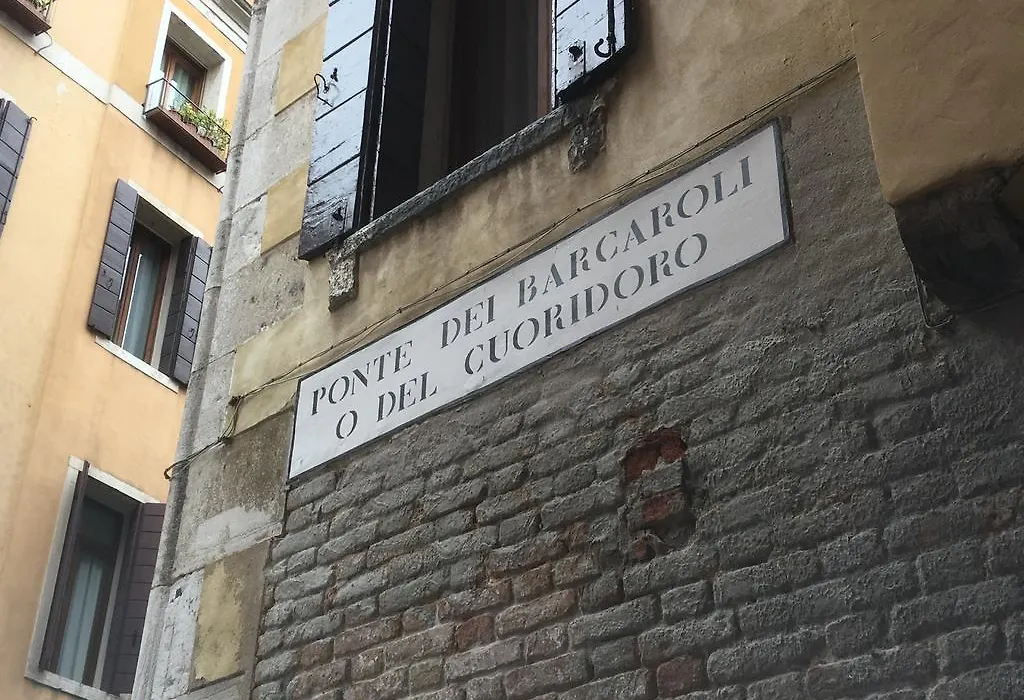 PONTE DEI BARCAROLI
O DEL CUORIDORO